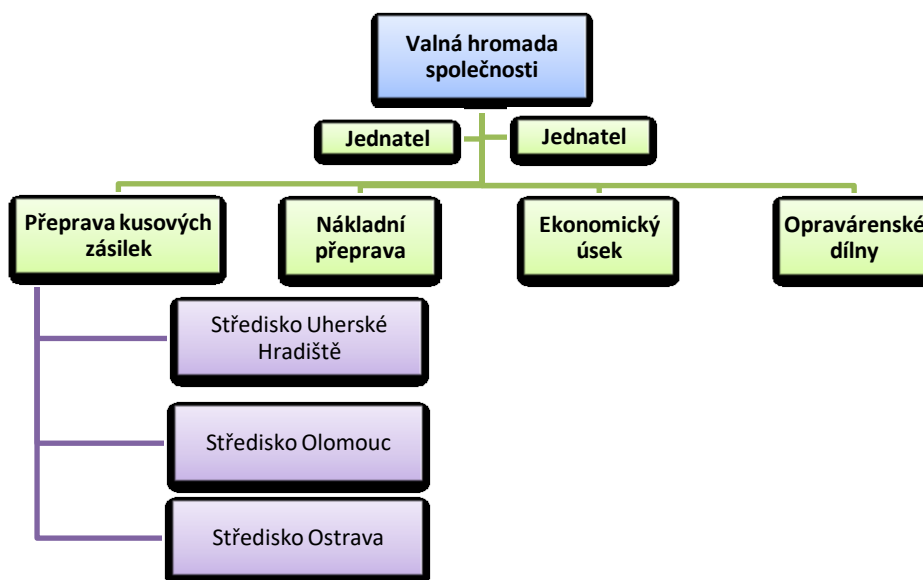 Valná hromada
společnosti
Jednatel
Jednatel
Přeprava kusových
zásilek
Nákladní
přeprava
Ekonomický
úsek
Opravárenské
dílny
Středisko Uherské
Hradiště
Středisko Olomouc
Středisko Ostrava